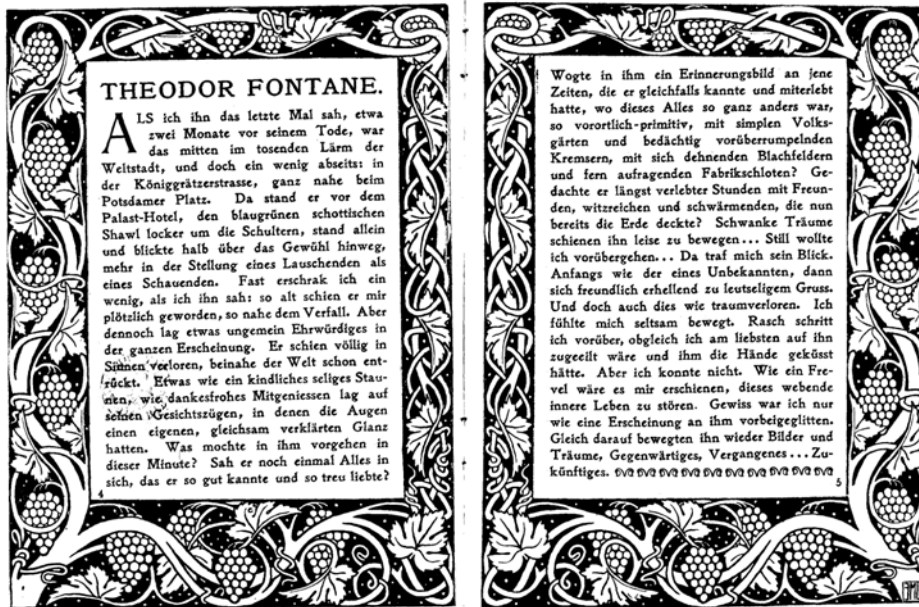 THEODOR FONTANE.
ALS ich ihn das letzte Mal sah, etwa
zwei Monate vor seinem Tode, war
das mitten im tosenden Lärm der
Weltstadt, und doch ein wenig abseits: in
der Königgrätzerstrasse, ganz nahe beim
Potsdamer Platz. Da stand er vor dem
Palast-Hotel, den blaugrünen schottischen
Shawl locker um die Schultern, stand allein
und blickte halb über das Gewühl hinweg,
mehr in der Stellung eines Lauschenden als
eines Schauenden. Fast erschrak ich ein
wenig, als ich ihn sah: so alt schien er mir
plötzlich geworden, so nahe dem Verfall. Aber
dennoch lag etwas ungemein Ehrwürdiges in
der ganzen Erscheinung. Er schien völlig in
Sinnen verloren, beinahe der Welt schon ent-
rückt. Etwas wie ein kindliches seliges Stau-
nen, wie dankesfrohes Mitgeniessen lag auf
seinen Gesichtszügen, in denen die Augen
einen eigenen, gleichsam verklärten Glanz
hatten. Was mochte in ihm vorgehen in
dieser Minute? Sah er noch einmal Alles in
sich, das er so gut kannte und so treu liebte?
4
Wogte in ihm ein Erinnerungsbild an jene
Zeiten, die er gleichfalls kannte und miterlebt
hatte, wo dieses Alles so ganz anders war,
so vorortlich-primitiv, mit simplen Volks-
gärten und bedächtig vorüberrumpelnden
Kremsern, mit sich dehnenden Blachfeldern
und fern aufragenden Fabrikschloten? Ge-
dachte er längst verlebter Stunden mit Freun-
den, witzreichen und schwärmenden, die nun
bereits die Erde deckte? Schwanke Träume
schienen ihn leise zu bewegen... Still wollte
ich vorübergehen... Da traf mich sein Blick.
Anfangs wie der eines Unbekannten, dann
sich freundlich erhellend zu leutseligem Gruss.
Und doch auch dies wie traumverloren. Ich
fühlte mich seltsam bewegt. Rasch schritt
ich vorüber, obgleich ich am liebsten auf ihn
zugeeilt wäre und ihm die Hände geküsst
hätte. Aber ich konnte nicht. Wie ein Fre-
vel wäre es mir erschienen, dieses webende
innere Leben zu stören. Gewiss war ich nur
wie eine Erscheinung an ihm vorbeigeglitten.
Gleich darauf bewegten ihn wieder Bilder und
Träume, Gegenwärtiges, Vergangenes... Zu-
künftiges.
5